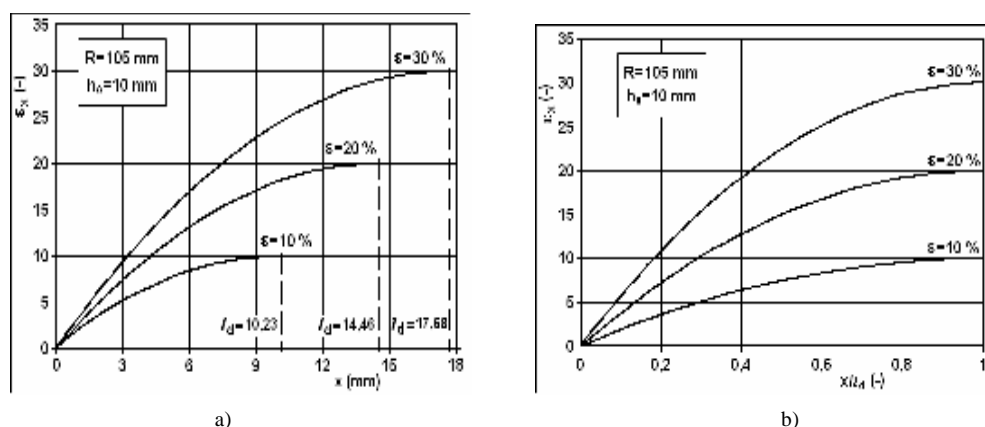 35
30
25
20
15
10
5
0
εx (-)
R=105 mm
h0=10 mm
ε=30 %
ε=20 %
ε=10 %
ld=10,23
ld=14,46
ld=17,68
0 3 6 9 12 15 18
x (mm)
a)
35
30
25
20
15
10
5
0
εx (-)
R=105 mm
h0=10 mm
ε=30 %
ε=20 %
ε=10 %
0 0,2 0,4 0,6 0,8 1
x/ld (-)
b)